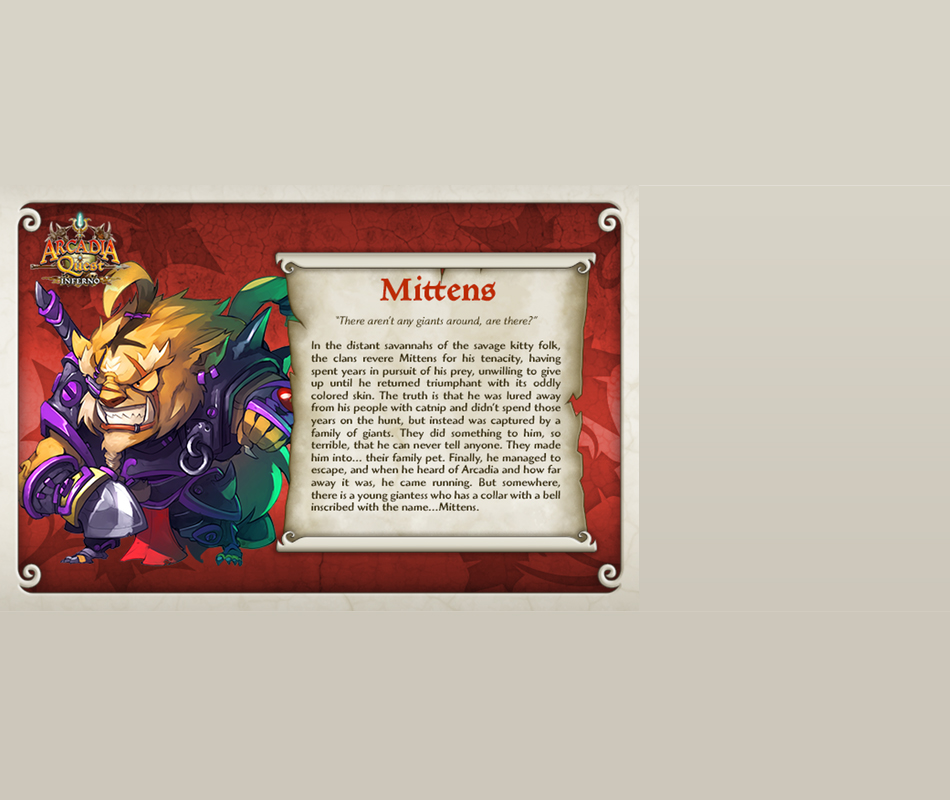 ARCADIA
Quest
INFERNO
Mittens
"There aren't any giants around, are there?"
In the distant savannahs of the savage kitty folk,
the clans revere Mittens for his tenacity, having
spent years in pursuit of his prey, unwilling to give
up until he returned triumphant with its oddly
colored skin. The truth is that he was lured away
from his people with catnip and didn't spend those
years on the hunt, but instead was captured by a
family of giants. They did something to him, so
terrible, that he can never tell anyone. They made
him into... their family pet. Finally, he managed to
escape, and when he heard of Arcadia and how far
away it was, he came running. But somewhere,
there is a young giantess who has a collar with a bell
inscribed with the name...Mittens.